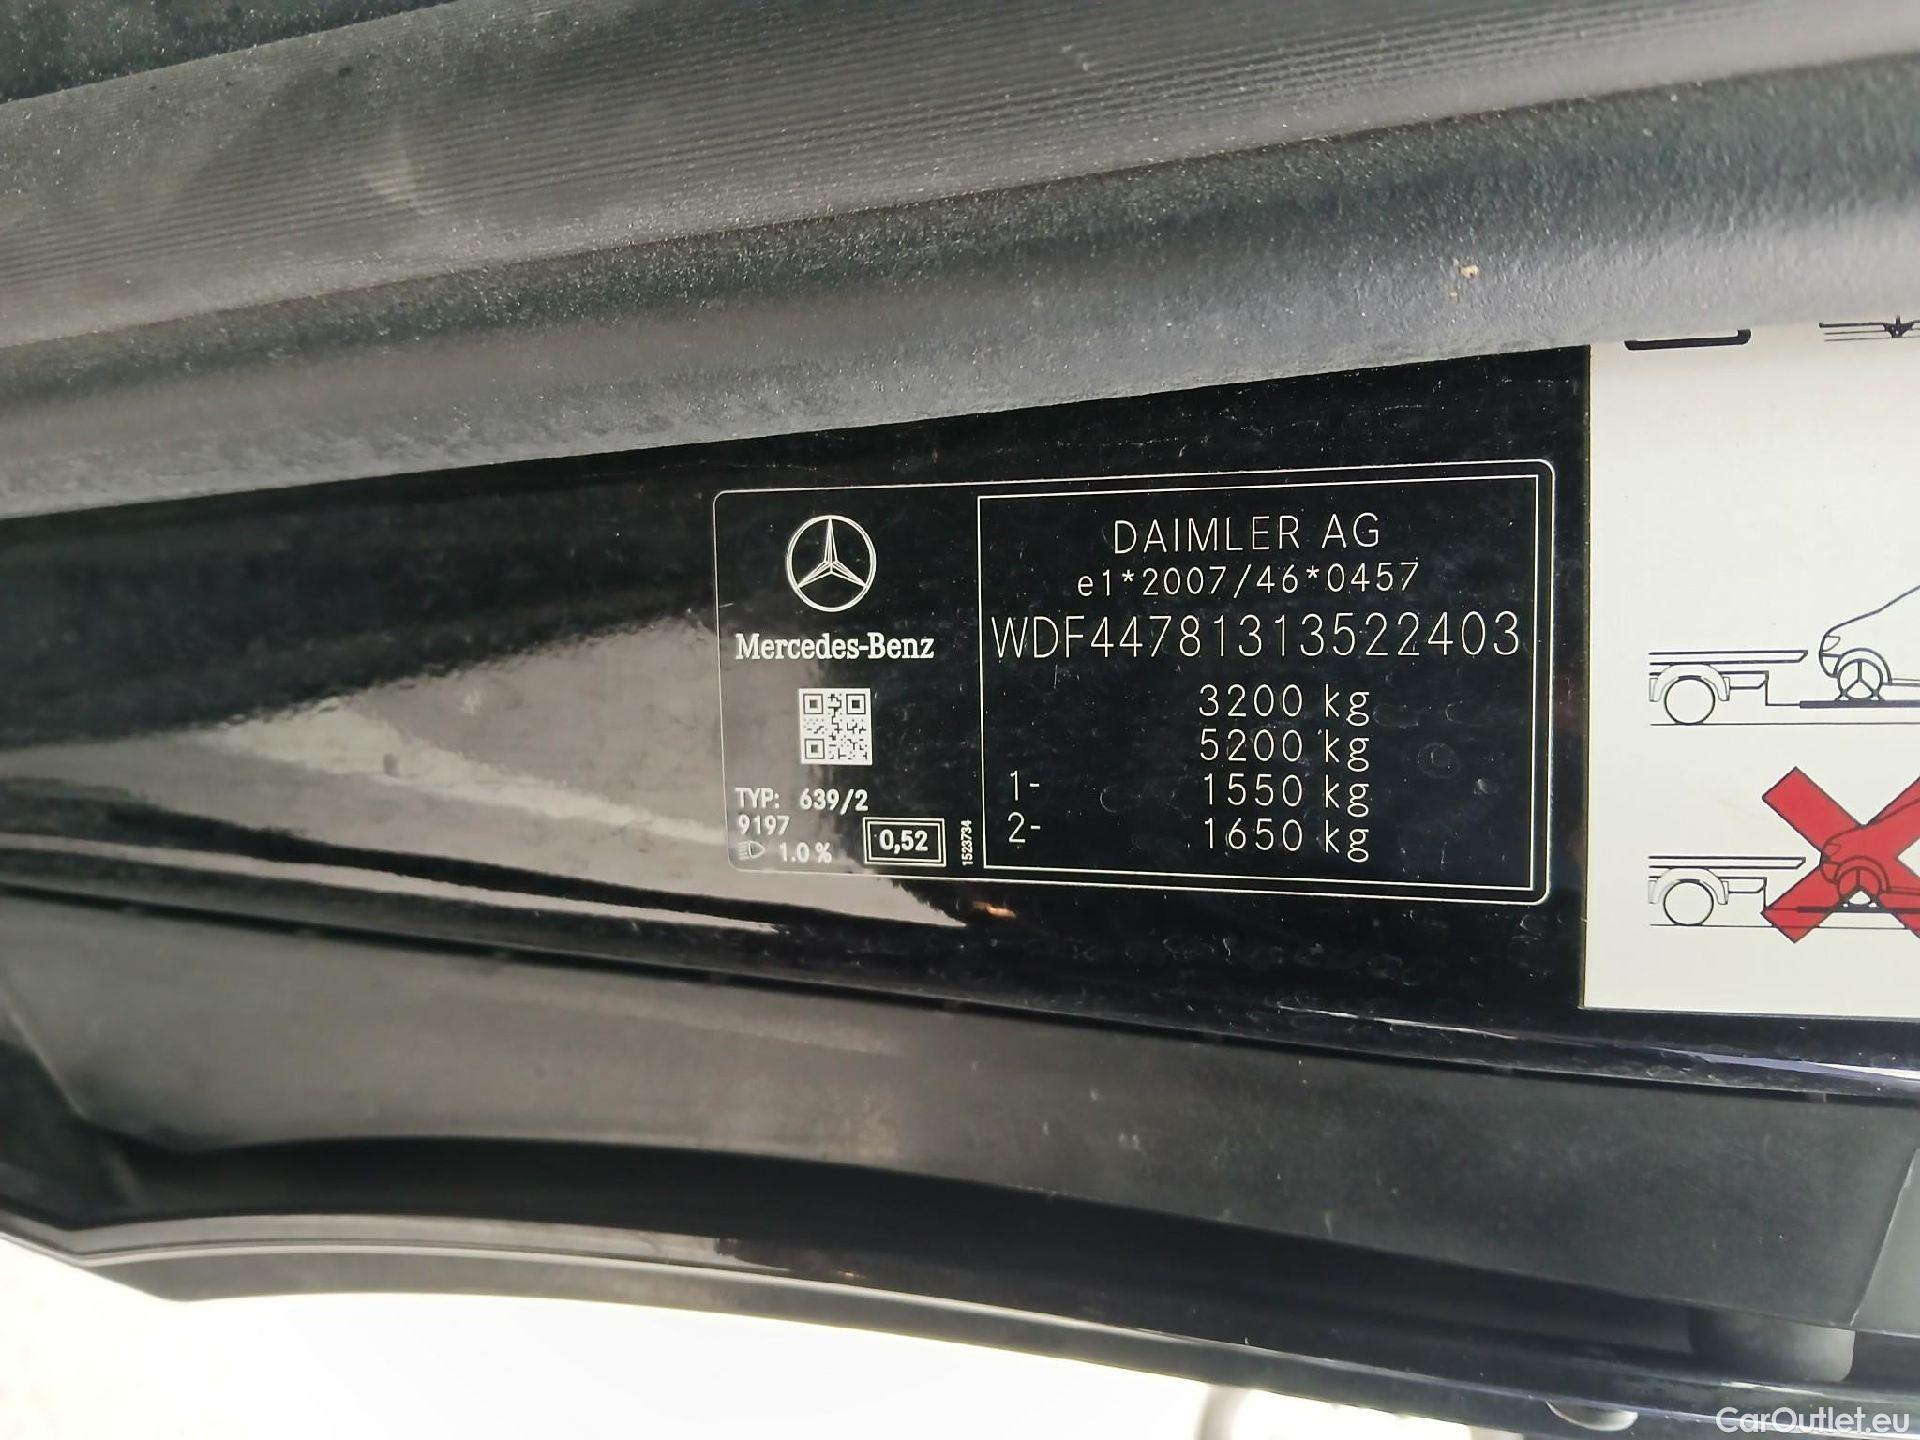 DAIMLER AG
e1*2007/46*0457
WDF44781313522403
3200 kg
5200 kg
1- 1550 kg
2- 1650 kg
Mercedes-Benz
TYP: 639/2
9197
1.0 %
0,52
1523734
CarOutlet.eu